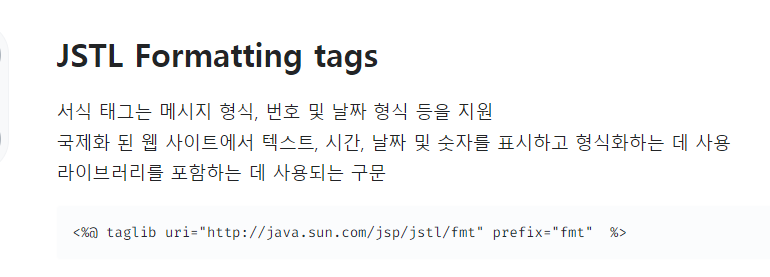 JSTL Formatting tags
서식 태그는 메시지 형식, 번호 및 날짜 형식 등을 지원
국제화 된 웹 사이트에서 텍스트, 시간, 날짜 및 숫자를 표시하고 형식화하는 데 사용
라이브러리를 포함하는 데 사용되는 구문
<%@ taglib uri="http://java.sun.com/jsp/jstl/fmt" prefix="fmt"  %>